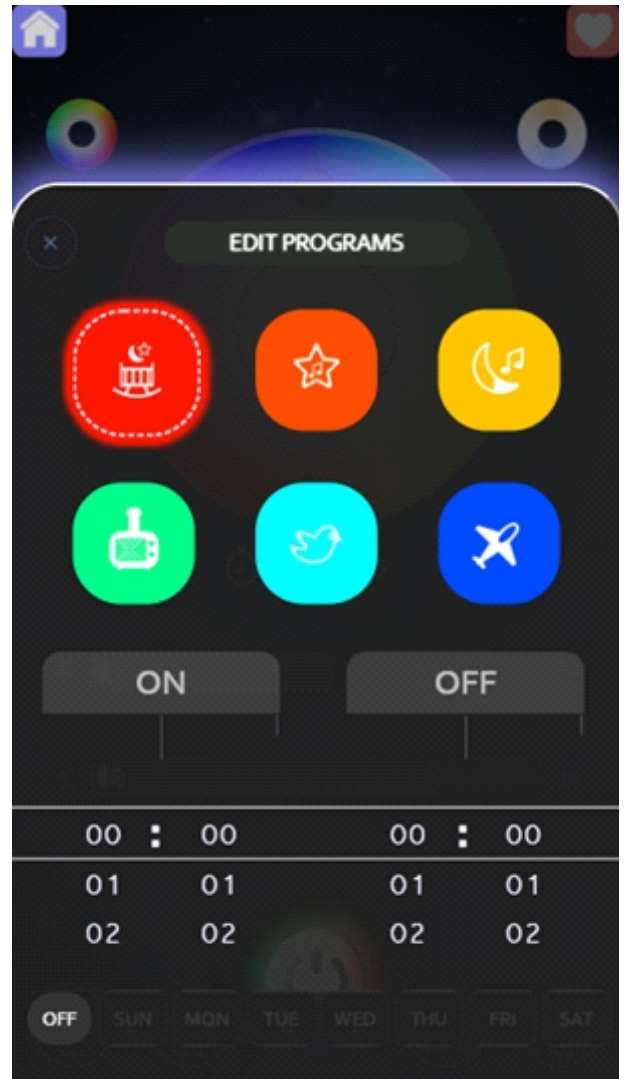 EDIT PROGRAMS
ON OFF
00 : 00 00 : 00
01 01 01 01
02 02 02 02
OFF SUN MON TUE WED THU FRI SAT